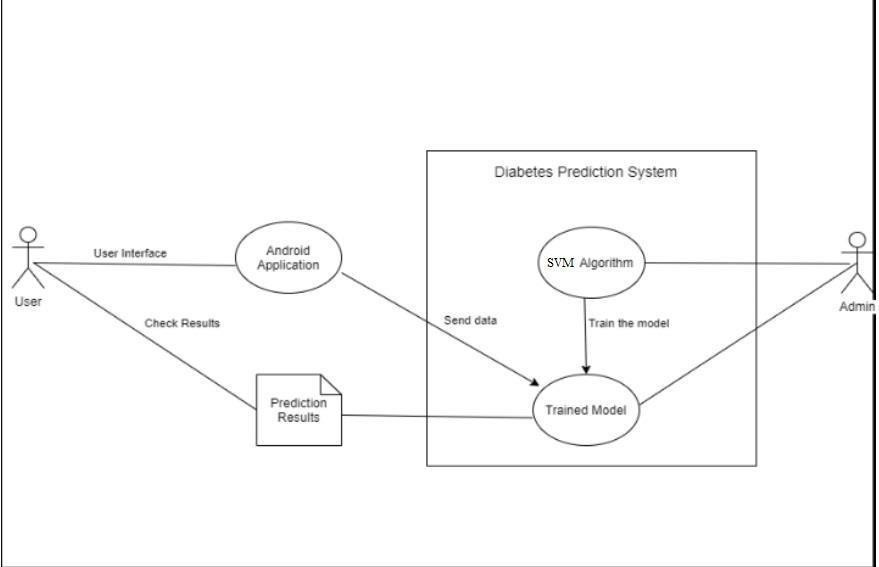 Diabetes Prediction System
User Interface
Android
Application
SVM Algorithm
User
Admin
Check Results
Send data
Train the model
Prediction
Results
Trained Model